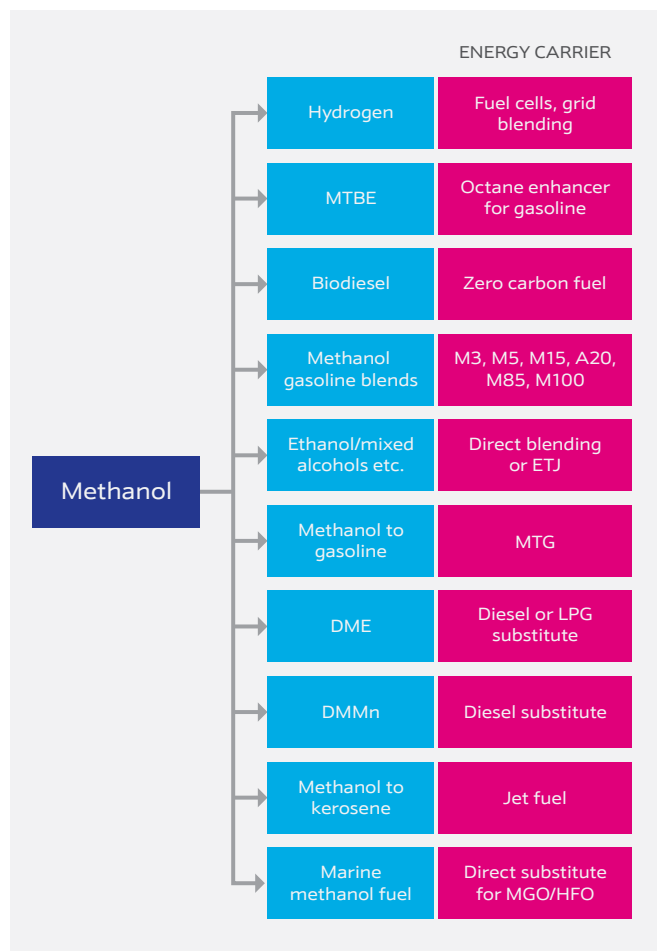 ENERGY CARRIER
Hydrogen
Fuel cells, grid
blending
MTBE
Octane enhancer
for gasoline
Biodiesel
Zero carbon fuel
Methanol
gasoline blends
M3, M5, M15, A20,
M85, M100
Methanol
Ethanol/mixed
alcohols etc.
Direct blending
or ETJ
Methanol to
gasoline
MTG
DME
Diesel or LPG
substitute
DMMn
Diesel substitute
Methanol to
kerosene
Jet fuel
Marine
methanol fuel
Direct substitute
for MGO/HFO